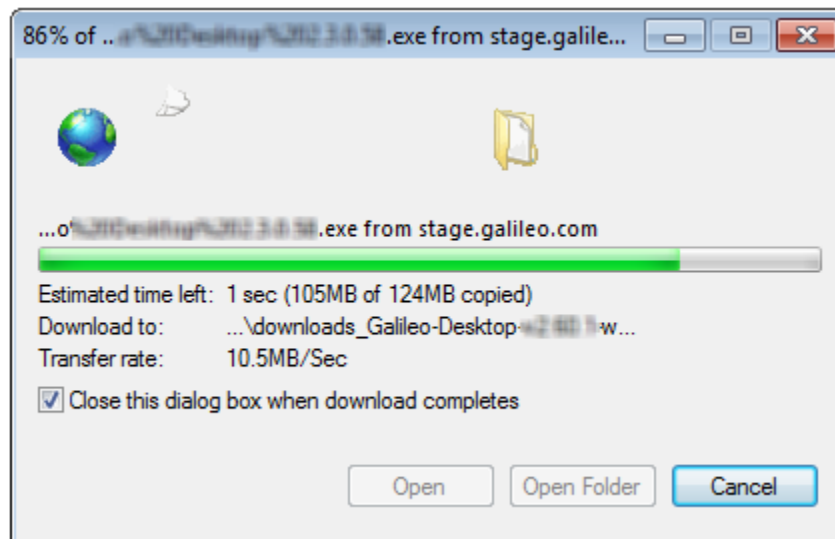 86% of .. .exe from stage.galile...
...o .exe from stage.galileo.com
Estimated time left: 1 sec (105MB of 124MB copied)
Download to: ...\downloads_Galileo-Desktop- -w...
Transfer rate: 10.5MB/Sec
Close this dialog box when download completes
Open Open Folder Cancel